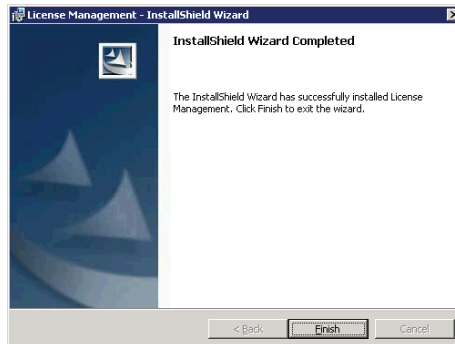 License Management - InstallShield Wizard
InstallShield Wizard Completed
The InstallShield Wizard has successfully installed License
Management. Click Finish to exit the wizard.
< Back Finish Cancel